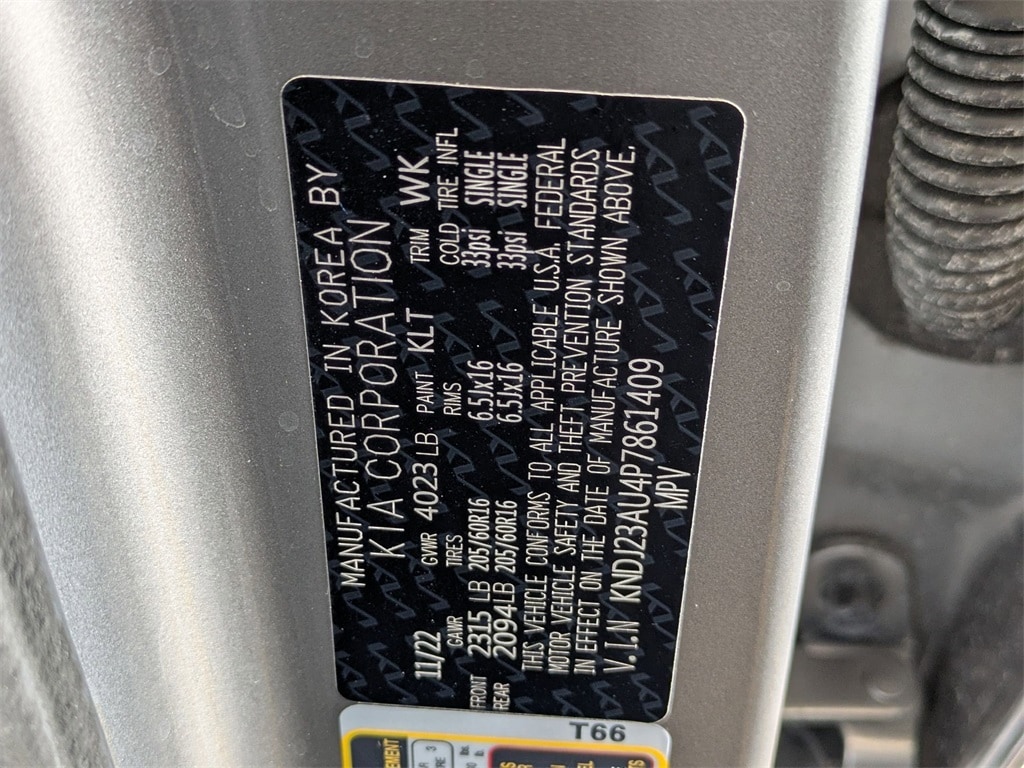 MANUFACTURED IN KOREA BY
KIA CORPORATION
11/22 GVWR 4023 LB PAINT KLT TRIM WK
GAWR TIRES RIMS COLD TIRE INFL
FRONT 2315 LB 205/60R16 6.5Jx16 33psi SINGLE
REAR 2094LB 205/60R16 6.5Jx16 33psi SINGLE
THIS VEHICLE CONFORMS TO ALL APPLICABLE U.S.A. FEDERAL
MOTOR VEHICLE SAFETY AND THEFT PREVENTION STANDARDS
IN EFFECT ON THE DATE OF MANUFACTURE SHOWN ABOVE.
V.I.N KNDJ23AU4P7861409
MPV
T66